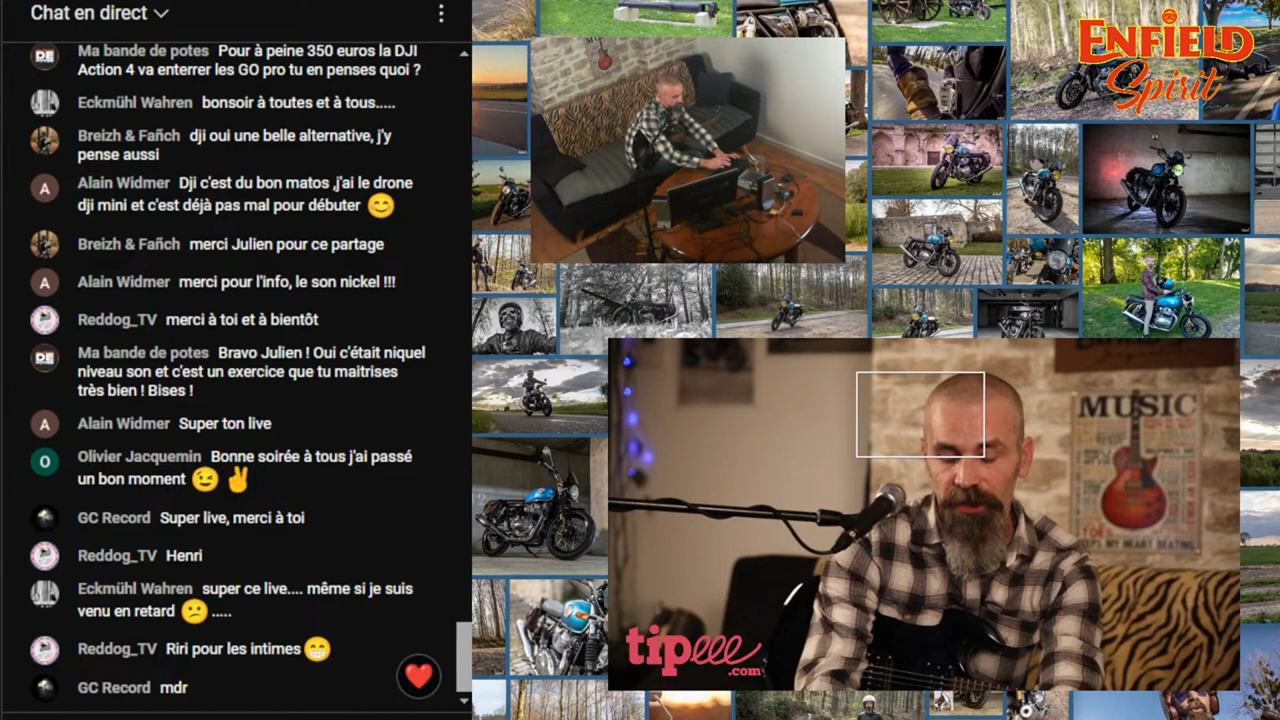 Chat en direct
Ma bande de potes Pour à peine 350 euros la DJI
Action 4 va enterrer les GO pro tu en penses quoi ?
Eckmühl Wahren bonsoir à toutes et à tous.....
Breizh & Fañch dji oui une belle alternative, j'y
pense aussi
Alain Widmer Dji c'est du bon matos ,j'ai le drone
dji mini et c'est déjà pas mal pour débuter 😊
Breizh & Fañch merci Julien pour ce partage
Alain Widmer merci pour l'info, le son nickel !!!
Reddog_TV merci à toi et à bientôt
Ma bande de potes Bravo Julien ! Oui c'était niquel
niveau son et c'est un exercice que tu maitrises
très bien ! Bises !
Alain Widmer Super ton live
Olivier Jacquemin Bonne soirée à tous j'ai passé
un bon moment 😉 ✌
GC Record Super live, merci à toi
Reddog_TV Henri
Eckmühl Wahren super ce live.... même si je suis
venu en retard 😕 .....
Reddog_TV Riri pour les intimes 😁
GC Record mdr
DE
A
A
DE
A
O
ENFIELD
Spirit
MUSIC
KEEPS MY HEART BEATING
tipeee
.com